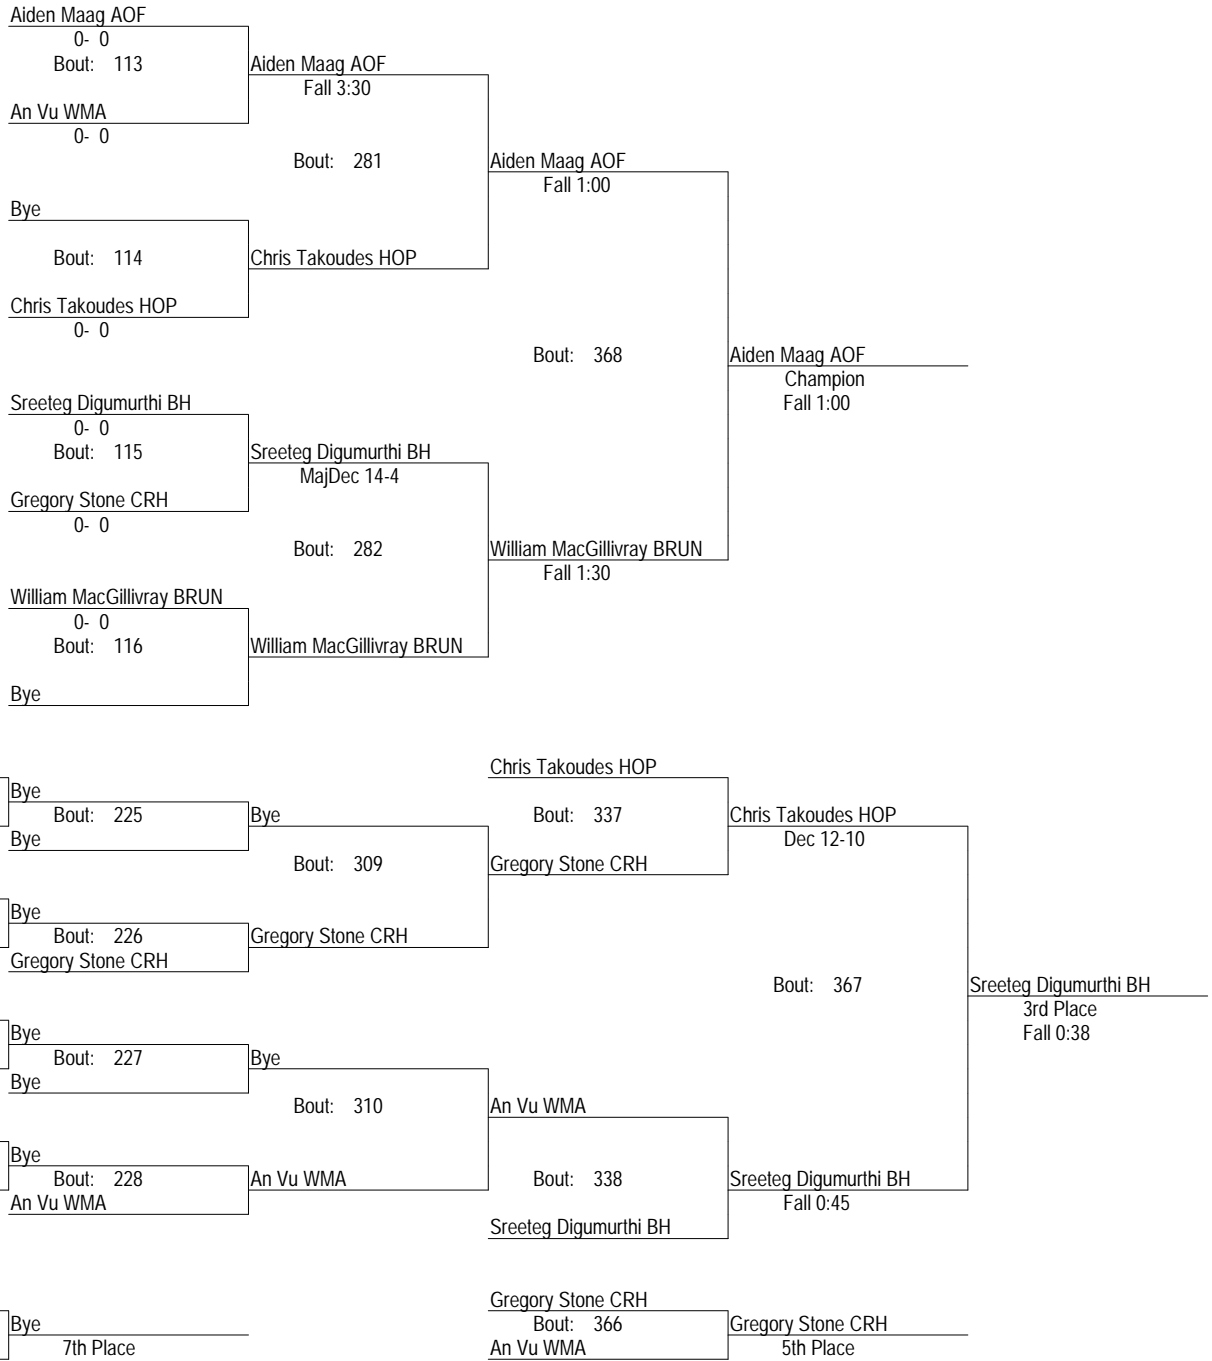 Aiden Maag AOF
0- 0
Bout: 113
Aiden Maag AOF
Fall 3:30
An Vu WMA
0- 0
Bout: 281
Aiden Maag AOF
Fall 1:00
Bye
Bout: 114
Chris Takoudes HOP
Chris Takoudes HOP
0- 0
Bout: 368
Aiden Maag AOF
Champion
Fall 1:00
Sreeteg Digumurthi BH
0- 0
Bout: 115
Sreeteg Digumurthi BH
MajDec 14-4
Gregory Stone CRH
0- 0
Bout: 282
William MacGillivray BRUN
Fall 1:30
William MacGillivray BRUN
0- 0
Bout: 116
William MacGillivray BRUN
Bye
Chris Takoudes HOP
Bye
Bout: 225
Bye
Bout: 337
Chris Takoudes HOP
Dec 12-10
Bye
Bout: 309
Gregory Stone CRH
Bye
Bout: 226
Gregory Stone CRH
Gregory Stone CRH
Bout: 367
Sreeteg Digumurthi BH
3rd Place
Fall 0:38
Bye
Bout: 227
Bye
Bye
Bout: 310
An Vu WMA
Bye
Bout: 228
An Vu WMA
Bout: 338
Sreeteg Digumurthi BH
Fall 0:45
An Vu WMA
Sreeteg Digumurthi BH
Gregory Stone CRH
Bye
Bout: 366
Gregory Stone CRH
7th Place
An Vu WMA
5th Place